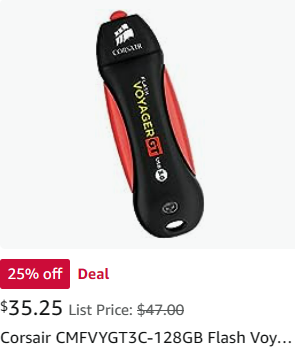 CORSAIR
FLASH
VOYAGER GT
USB 3.0
25% off Deal
$35.25 List Price: $47.00
Corsair CMFVYGT3C-128GB Flash Voy...